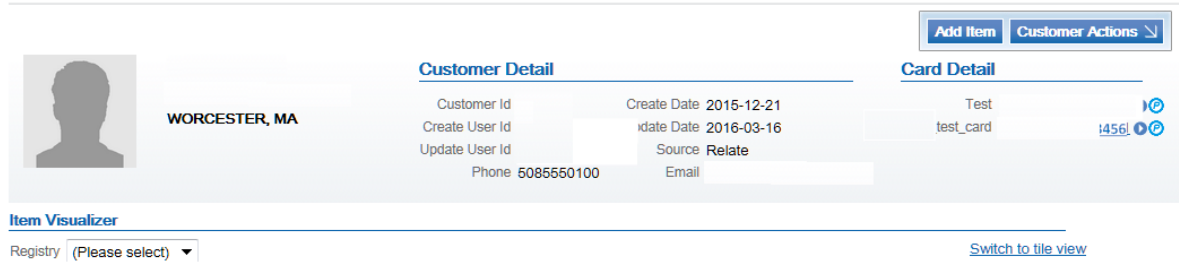 Add Item Customer Actions
Customer Detail Card Detail
Customer Id Create Date 2015-12-21 Test
WORCESTER, MA
Create User Id Date 2016-03-16 test_card 3456
Update User Id Source Relate
Phone 5085550100 Email
Item Visualizer
Registry (Please select) Switch to tile view